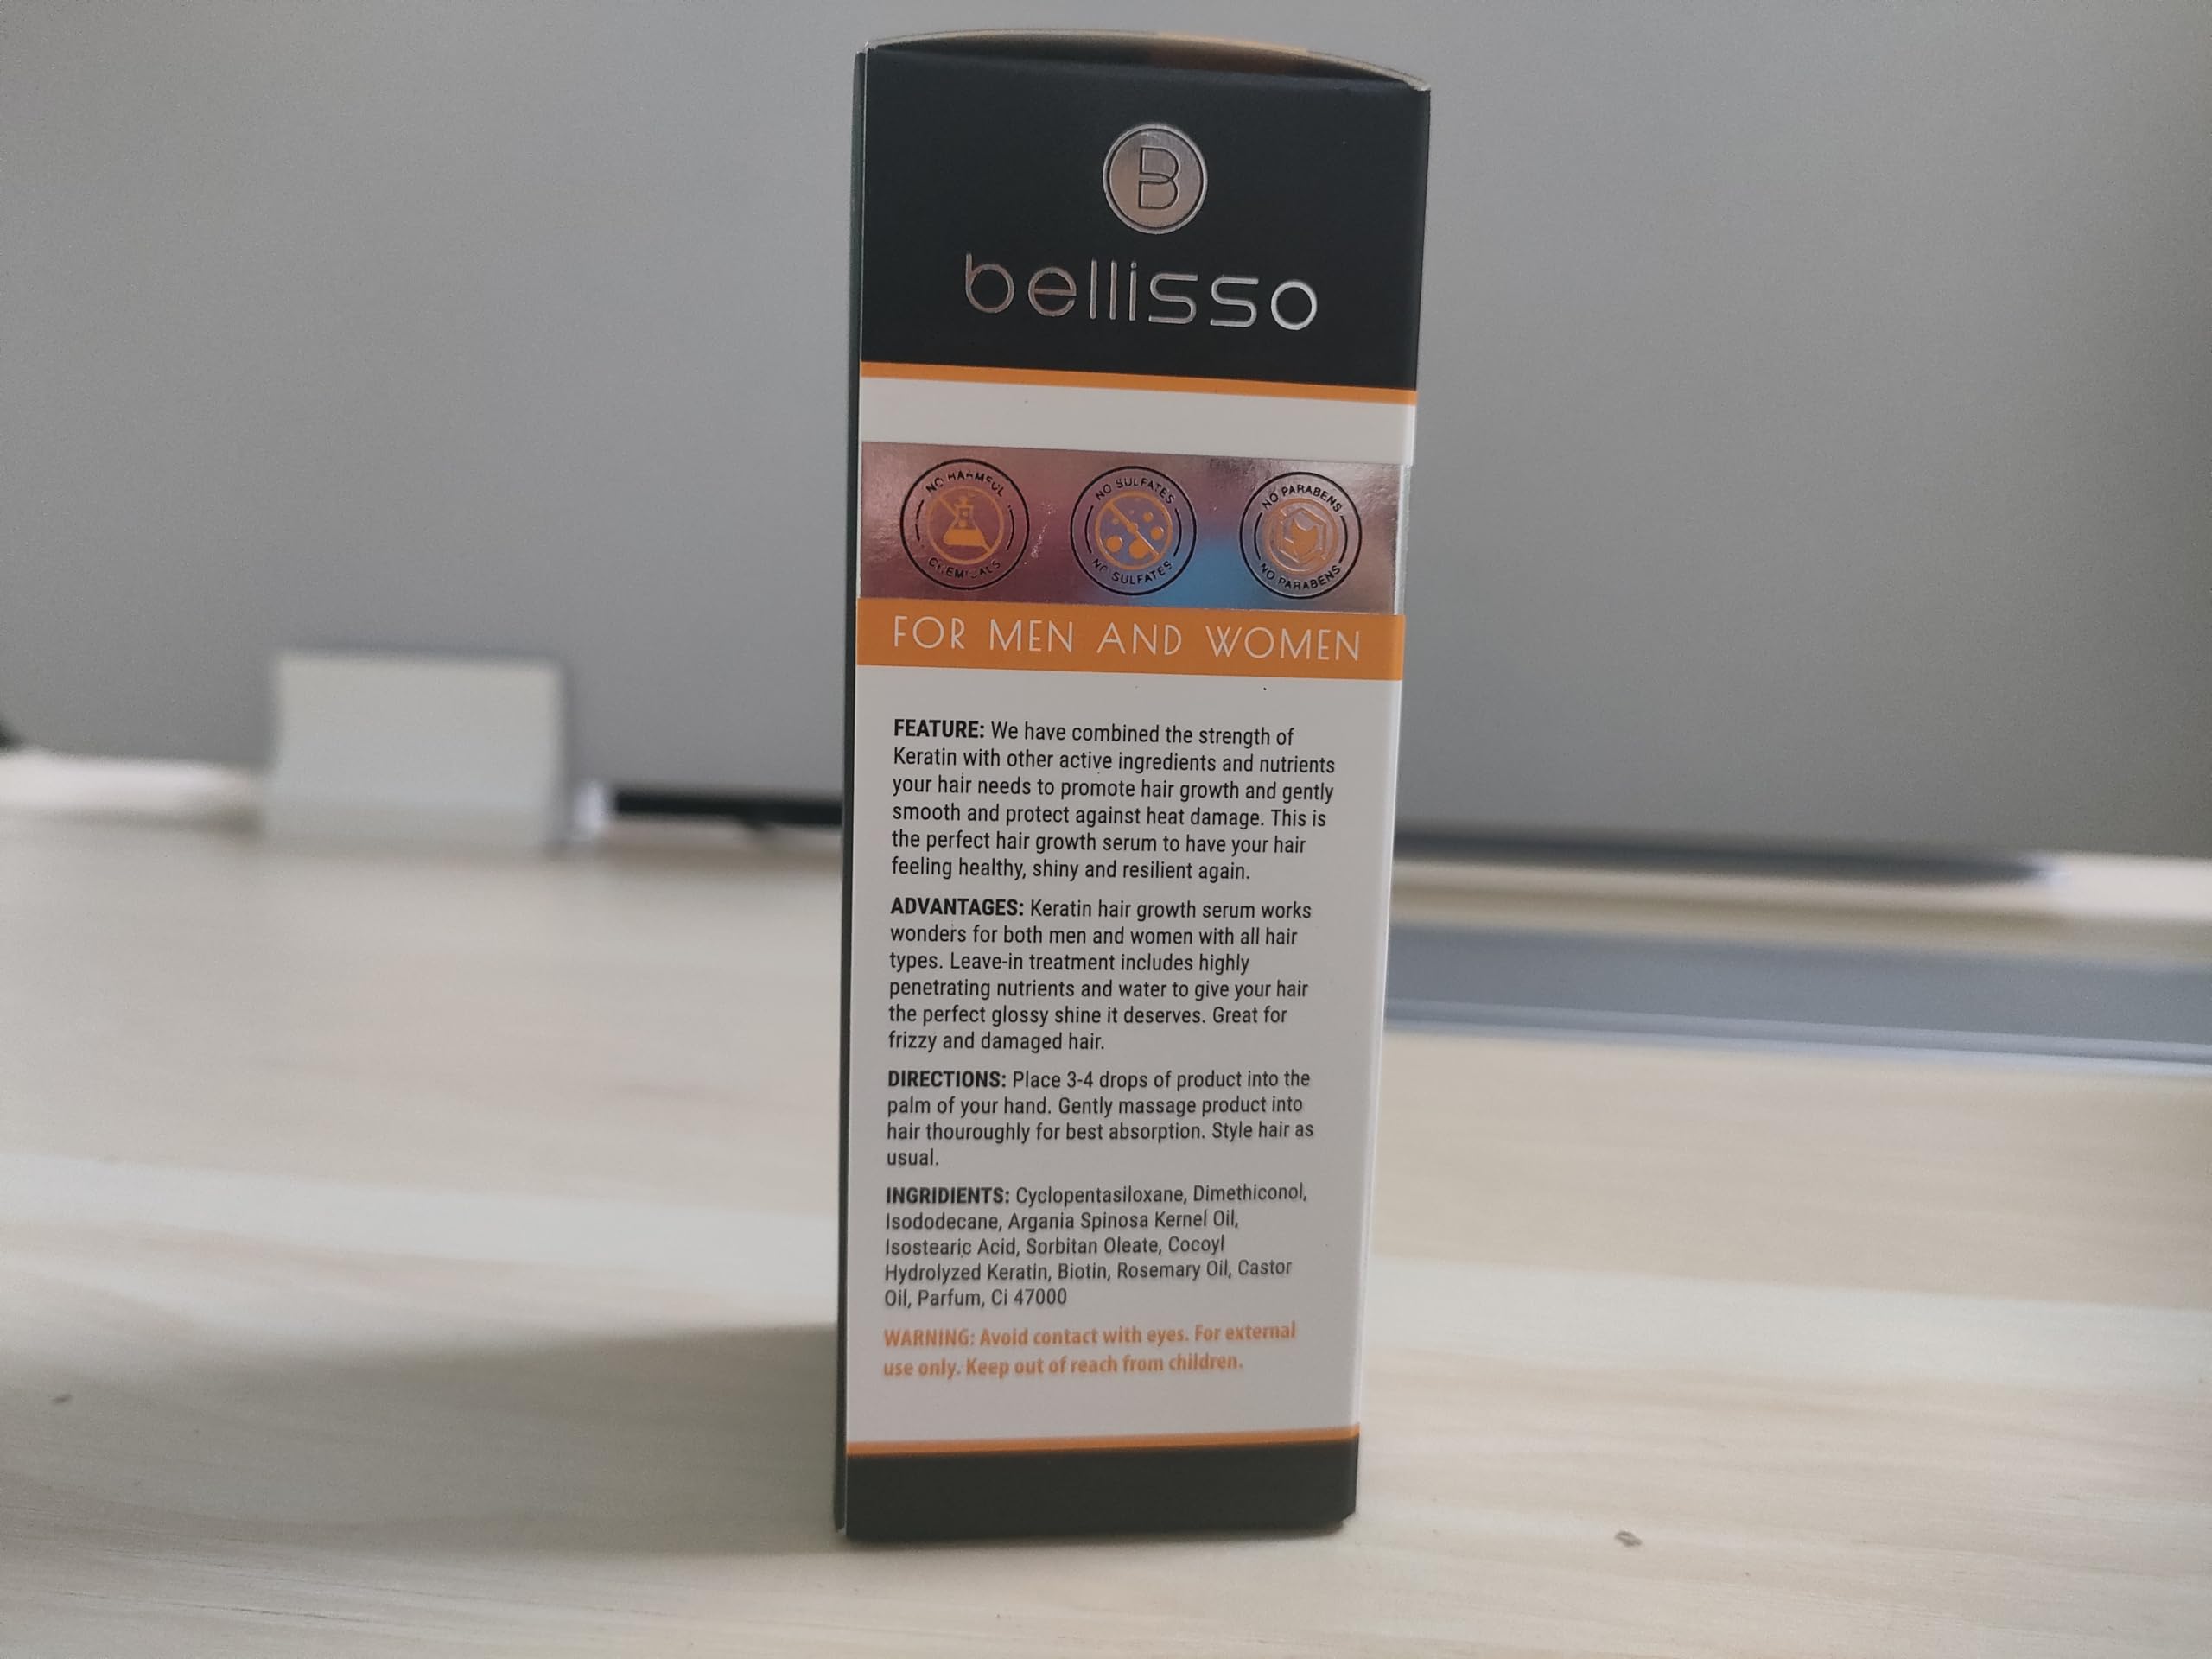 B
bellisso
NO HARMFUL
CHEMICALS
NO SULFATES
NO SULFATES
NO PARABENS
NO PARABENS
FOR MEN AND WOMEN
FEATURE: We have combined the strength of
Keratin with other active ingredients and nutrients
your hair needs to promote hair growth and gently
smooth and protect against heat damage. This is
the perfect hair growth serum to have your hair
feeling healthy, shiny and resilient again.
ADVANTAGES: Keratin hair growth serum works
wonders for both men and women with all hair
types. Leave-in treatment includes highly
penetrating nutrients and water to give your hair
the perfect glossy shine it deserves. Great for
frizzy and damaged hair.
DIRECTIONS: Place 3-4 drops of product into the
palm of your hand. Gently massage product into
hair thouroughly for best absorption. Style hair as
usual.
INGRIDIENTS: Cyclopentasiloxane, Dimethiconol,
Isododecane, Argania Spinosa Kernel Oil,
Isostearic Acid, Sorbitan Oleate, Cocoyl
Hydrolyzed Keratin, Biotin, Rosemary Oil, Castor
Oil, Parfum, Ci 47000
WARNING: Avoid contact with eyes. For external
use only. Keep out of reach from children.